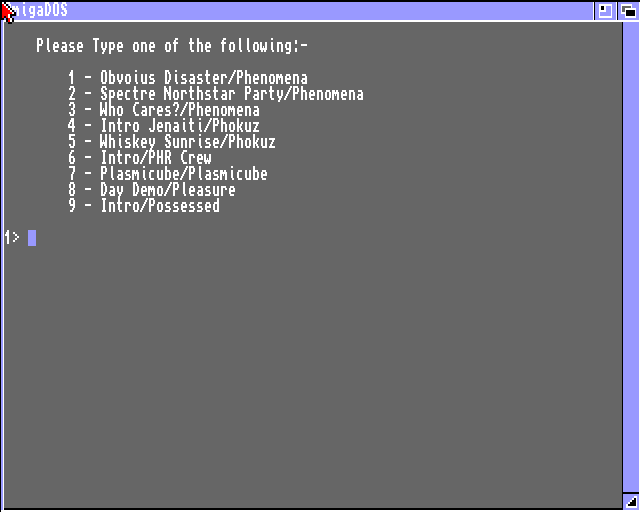 migaDOS
Please Type one of the following:-
1 - Obvoius Disaster/Phenomena
2 - Spectre Northstar Party/Phenomena
3 - Who Cares?/Phenomena
4 - Intro Jenaiti/Phokuz
5 - Whiskey Sunrise/Phokuz
6 - Intro/PHR Crew
7 - Plasmicube/Plasmicube
8 - Day Demo/Pleasure
9 - Intro/Possessed
1>